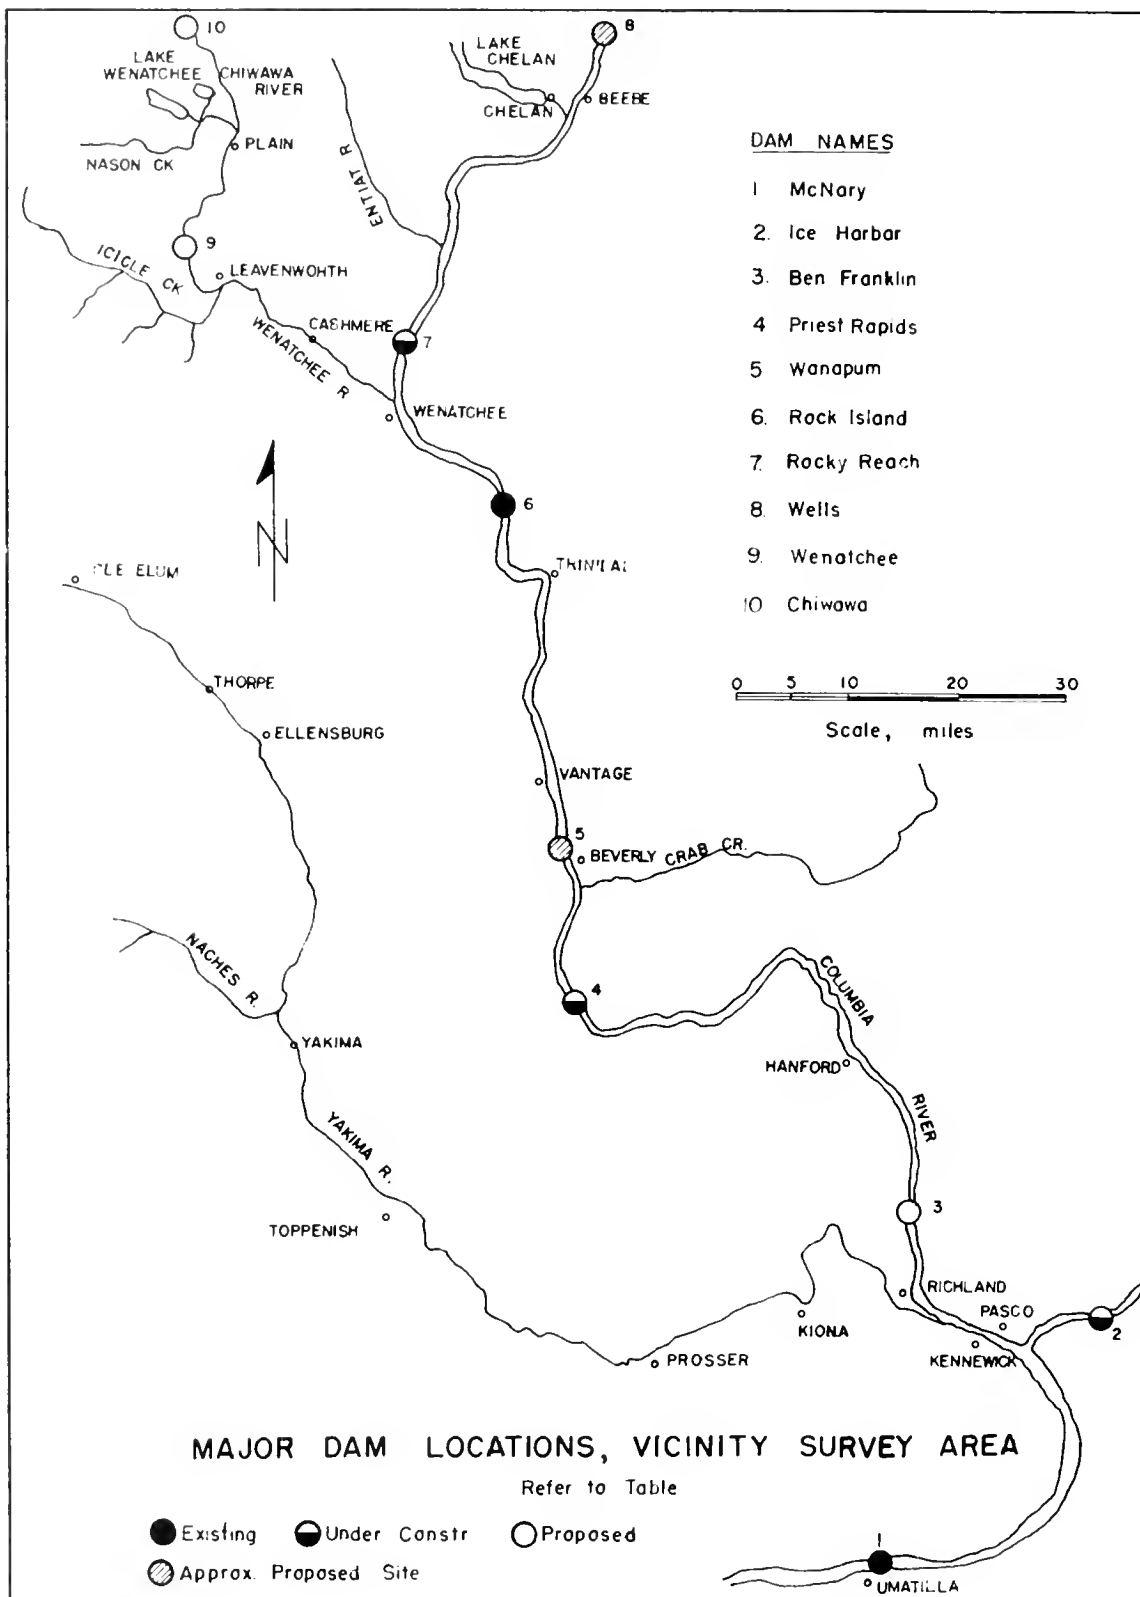 10
8
LAKE
WENATCHEE
CHIWAWA
RIVER
LAKE
CHELAN
CHELAN
BEEBE
PLAIN
NASON CK
ENTIAT R
9
ICICLE CK
LEAVENWOHTH
CASHMERE
7
WENATCHEE R
WENATCHEE
N
6
DAM NAMES
1 McNary
2. Ice Harbor
3. Ben Franklin
4 Priest Rapids
5 Wanapum
6. Rock Island
7. Rocky Reach
8. Wells
9. Wenatchee
10 Chiwawa
0 5 10 20 30
Scale, miles
ELUM
THORPE
ELLENSBURG
VANTAGE
5
BEVERLY
CRAB CR.
NACHES R.
4
COLUMBIA
RIVER
HANFORD
YAKIMA
YAKIMA R.
TOPPENISH
3
RICHLAND
PASCO
2
KIONA
KENNEWICK
PROSSER
MAJOR DAM LOCATIONS, VICINITY SURVEY AREA
Refer to Table
Existing Under Constr Proposed
Approx. Proposed Site
1
UMATILLA